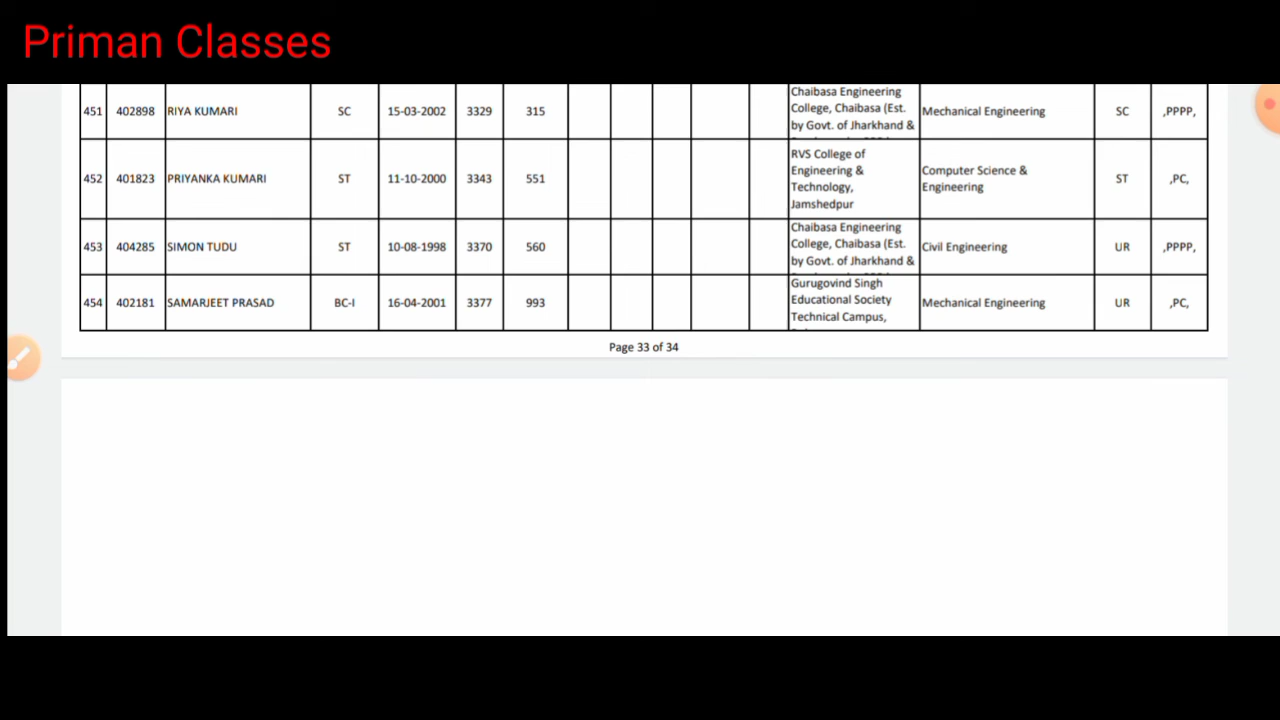 Priman Classes
451 402898 RIYA KUMARI SC 15-03-2002 3329 315 Chaibasa Engineering College, Chaibasa (Est. by Govt. of Jharkhand & Mechanical Engineering SC ,PPPP,
452 401823 PRIYANKA KUMARI ST 11-10-2000 3343 551 RVS College of Engineering & Technology, Jamshedpur Computer Science & Engineering ST ,PC,
453 404285 SIMON TUDU ST 10-08-1998 3370 560 Chaibasa Engineering College, Chaibasa (Est. by Govt. of Jharkhand & Civil Engineering UR ,PPPP,
454 402181 SAMARJEET PRASAD BC-I 16-04-2001 3377 993 Gurugovind Singh Educational Society Technical Campus, Mechanical Engineering UR ,PC,
Page 33 of 34